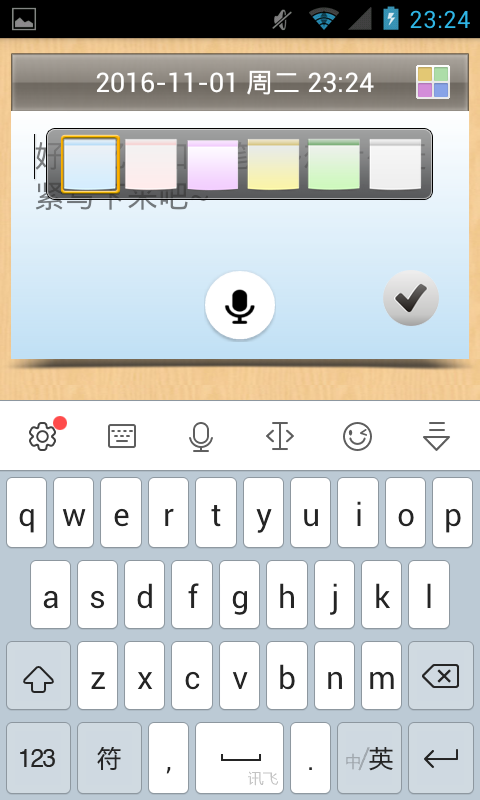 23:24
2016-11-01 周二 23:24
好
紧写下来吧~
q w e r t y u i o p
a s d f g h j k l
z x c v b n m
123 符 , 讯飞 . 中/英